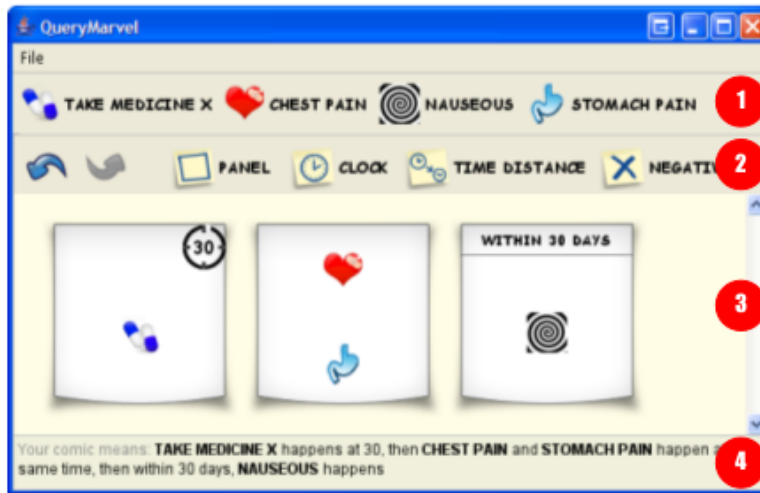 QueryMarvel
File
TAKE MEDICINE X CHEST PAIN NAUSEOUS STOMACH PAIN 1
PANEL CLOCK TIME DISTANCE 2
30 WITHIN 30 DAYS
3
Your comic means: TAKE MEDICINE X happens at 30, then CHEST PAIN and STOMACH PAIN happen
same time, then within 30 days, NAUSEOUS happens 4